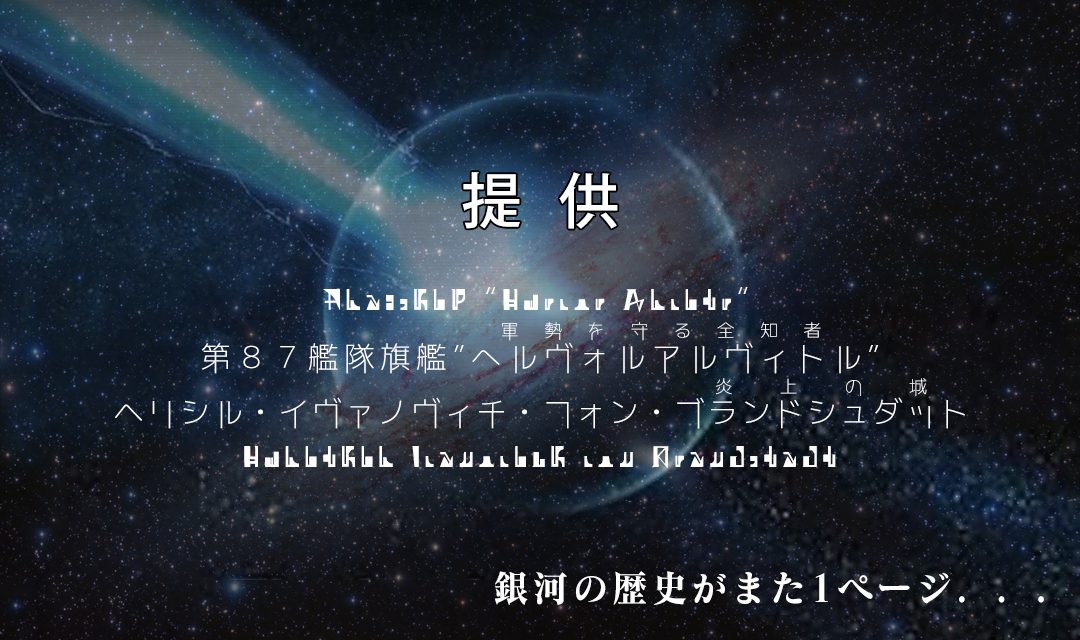 提供
Flagship "
軍勢を守る全知者
第８７艦隊旗艦”ヘルヴォルアルヴィトル”
炎上の城
ヘリシル・イヴァノヴィチ・フォン・ブランドシュダット
銀河の歴史がまた1ページ．．．